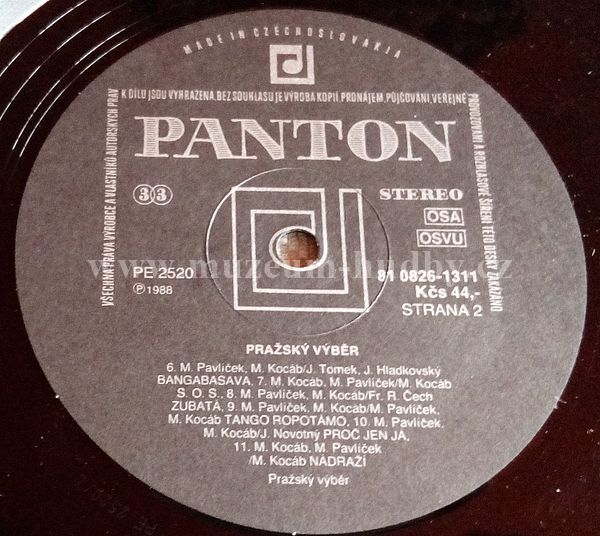 MADE IN CZECHOSLOVAKIA
VŠECHNA PRÁVA VÝROBCE A VLASTNÍKŮ AUTORSKÝCH PRÁV
K DÍLU JSOU VYHRAZENA. BEZ SOUHLASU JE VÝROBA KOPIÍ, PRONÁJEM, PŮJČOVÁNÍ, VEŘEJNÉ
PROVOZOVÁNÍ A ROZHLASOVÉ ŠÍŘENÍ TÉTO DESKY ZAKÁZÁNO
PANTON
33
STEREO
OSA
OSVU
www.muzeum-hudby.cz
PE 2520
81 0826-1311
Ⓟ 1988
Kčs 44,-
STRANA 2
PRAŽSKÝ VÝBĚR
6. M. Pavlíček, M. Kocáb/J. Tomek, J. Hladkovský
BANGABASAVA. 7. M. Kocáb, M. Pavlíček/M. Kocáb
S. O. S., 8. M. Pavlíček, M. Kocáb/Fr. R. Čech
ZUBATÁ, 9. M. Pavlíček, M. Kocáb/M. Pavlíček,
M. Kocáb TANGO ROPOTÁMO, 10. M. Pavlíček,
M. Kocáb/J. Novotný PROČ JEN JÁ,
11. M. Kocáb, M. Pavlíček
/M. Kocáb NÁDRAŽÍ
Pražský výběr